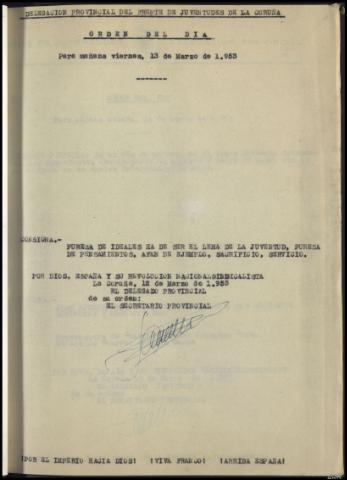 DELEGACION PROVINCIAL DEL FRENTE DE JUVENTUDES DE LA CORUÑA
ORDEN DEL DIA
Para mañana viernes, 13 de Marzo de 1.953
-------
CONSIGNA.-
PUREZA DE IDEALES HA DE SER EL LEMA DE LA JUVENTUD, PUREZA
DE PENSAMIENTOS, AFAN DE EJEMPLO, SACRIFICIO, SERVICIO.
POR DIOS, ESPAÑA Y SU REVOLUCION NACIONALSINDICALISTA
La Coruña, 12 de Marzo de 1.953
EL DELEGADO PROVINCIAL
de su orden:
EL SECRETARIO PROVINCIAL
¡POR EL IMPERIO HACIA DIOS! ¡VIVA FRANCO! ¡ARRIBA ESPAÑA!